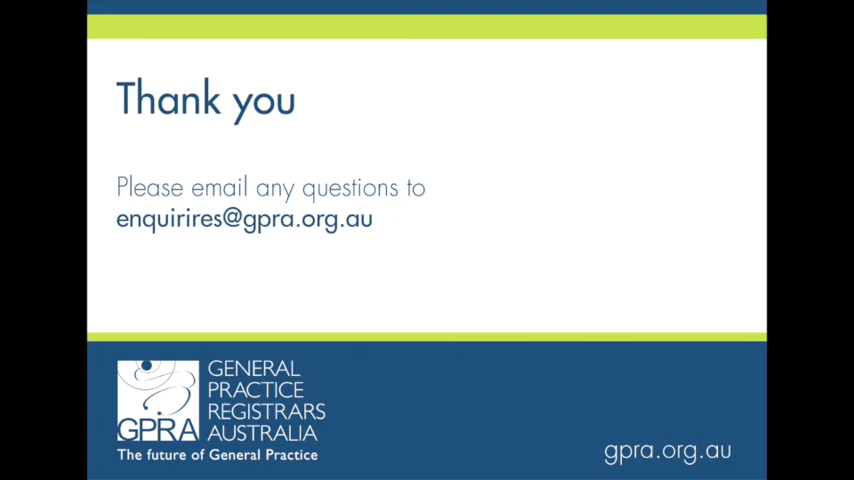 Thank you
Please email any questions to
enquirires@gpra.org.au
GPRA
GENERAL
PRACTICE
REGISTRARS
AUSTRALIA
The future of General Practice
gpra.org.au